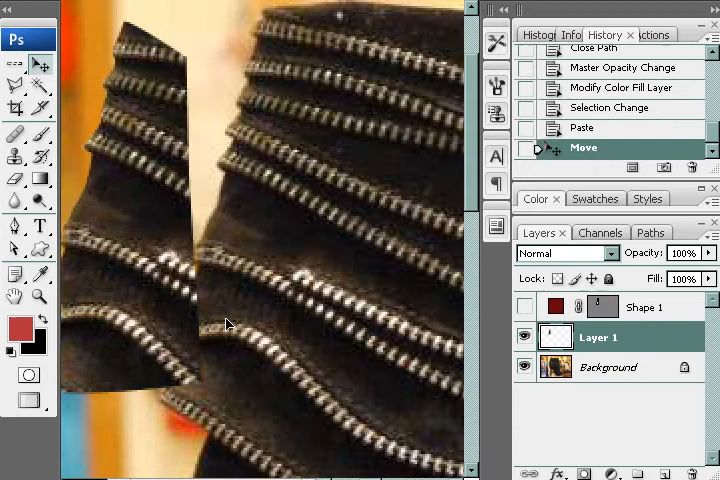 Ps
Histogr Info History × Actions
Close Path
Master Opacity Change
Modify Color Fill Layer
Selection Change
Paste
Move
Color × Swatches Styles
Layers × Channels Paths
Normal Opacity: 100%
Lock: Fill: 100%
Shape 1
Layer 1
Background